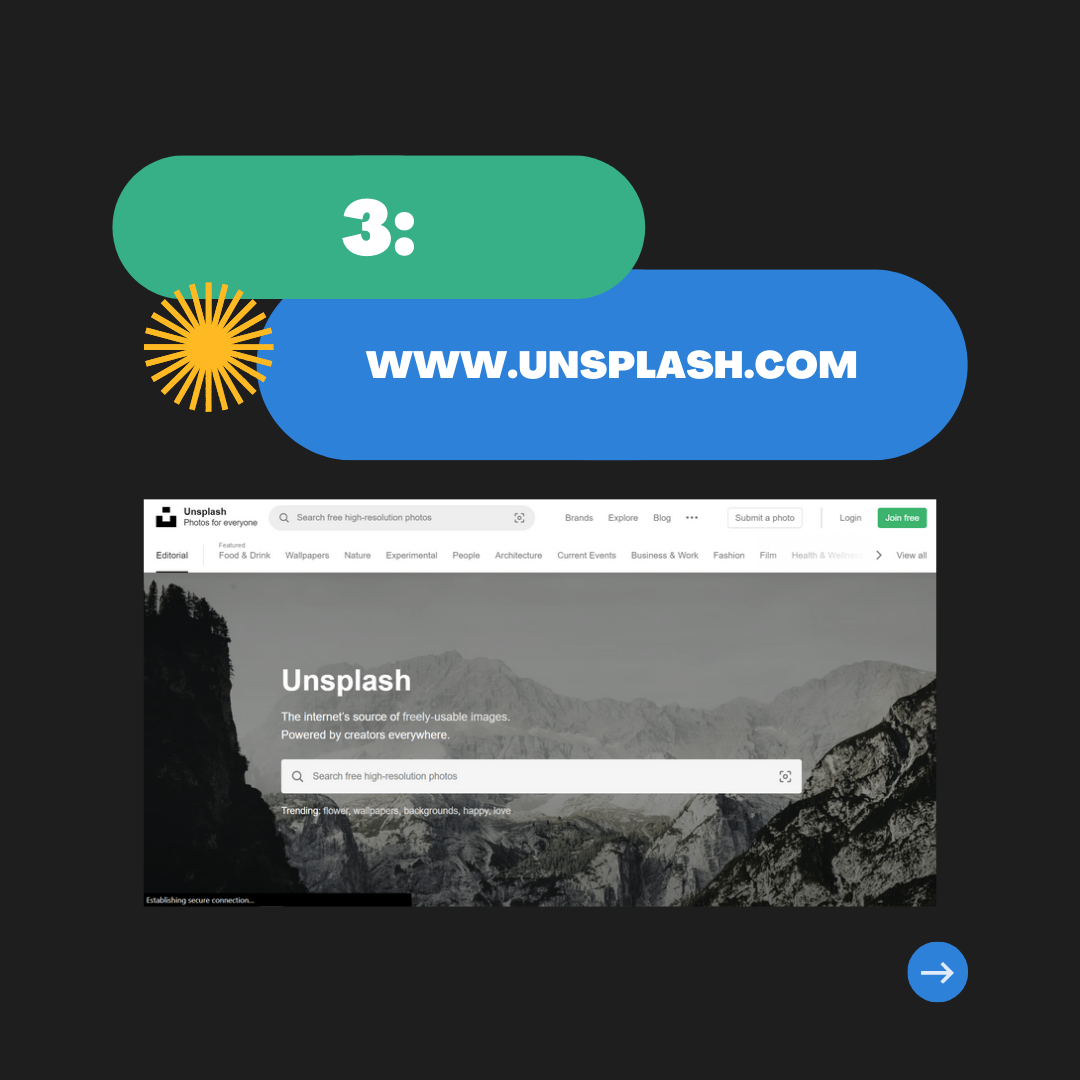 3:
WWW.UNSPLASH.COM
Unsplash
Photos for everyone
Search free high-resolution photos
Brands Explore Blog ••• Submit a photo Login Join free
Editorial
Featured
Food & Drink Wallpapers Nature Experimental People Architecture Current Events Business & Work Fashion Film Health & Wellness View all
Unsplash
The internet's source of freely-usable images.
Powered by creators everywhere.
Search free high-resolution photos
Trending: flower, wallpapers, backgrounds, happy, love
Establishing secure connection...